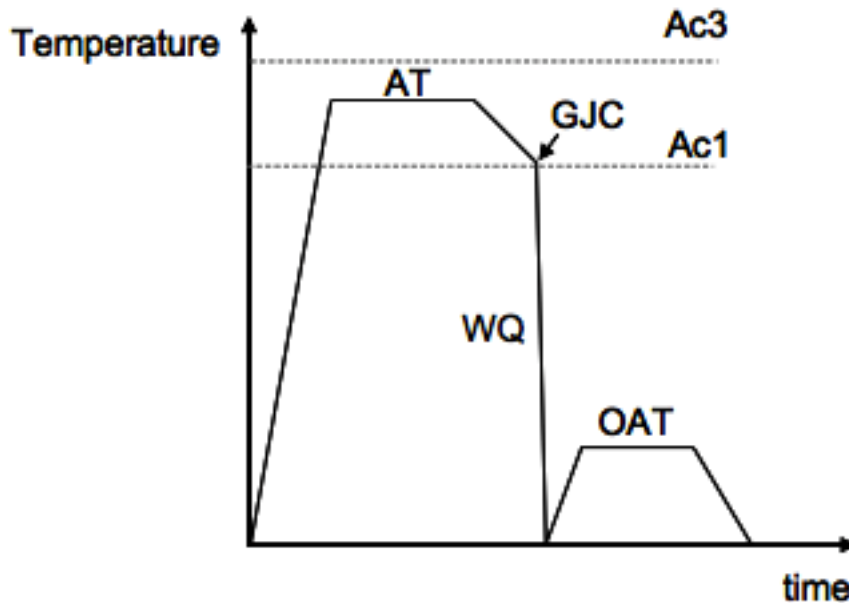 Temperature
Ac3
AT
GJC
Ac1
WQ
OAT
time